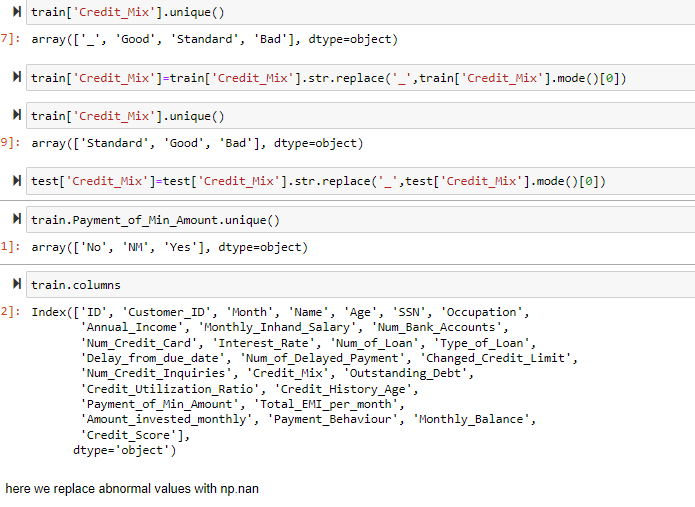 train['Credit_Mix'].unique()
7]: array(['_', 'Good', 'Standard', 'Bad'], dtype=object)
train['Credit_Mix']=train['Credit_Mix'].str.replace('_',train['Credit_Mix'].mode()[0])
train['Credit_Mix'].unique()
9]: array(['Standard', 'Good', 'Bad'], dtype=object)
test['Credit_Mix']=test['Credit_Mix'].str.replace('_',test['Credit_Mix'].mode()[0])
train.Payment_of_Min_Amount.unique()
1]: array(['No', 'NM', 'Yes'], dtype=object)
train.columns
2]: Index(['ID', 'Customer_ID', 'Month', 'Name', 'Age', 'SSN', 'Occupation',
'Annual_Income', 'Monthly_Inhand_Salary', 'Num_Bank_Accounts',
'Num_Credit_Card', 'Interest_Rate', 'Num_of_Loan', 'Type_of_Loan',
'Delay_from_due_date', 'Num_of_Delayed_Payment', 'Changed_Credit_Limit',
'Num_Credit_Inquiries', 'Credit_Mix', 'Outstanding_Debt',
'Credit_Utilization_Ratio', 'Credit_History_Age',
'Payment_of_Min_Amount', 'Total_EMI_per_month',
'Amount_invested_monthly', 'Payment_Behaviour', 'Monthly_Balance',
'Credit_Score'],
dtype='object')
here we replace abnormal values with np.nan